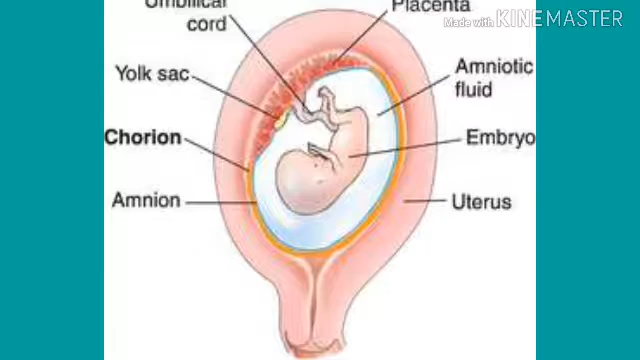 Umbilical
cord
Placenta
Made with KINEMASTER
Yolk sac
Amniotic
fluid
Chorion
Embryo
Amnion
Uterus